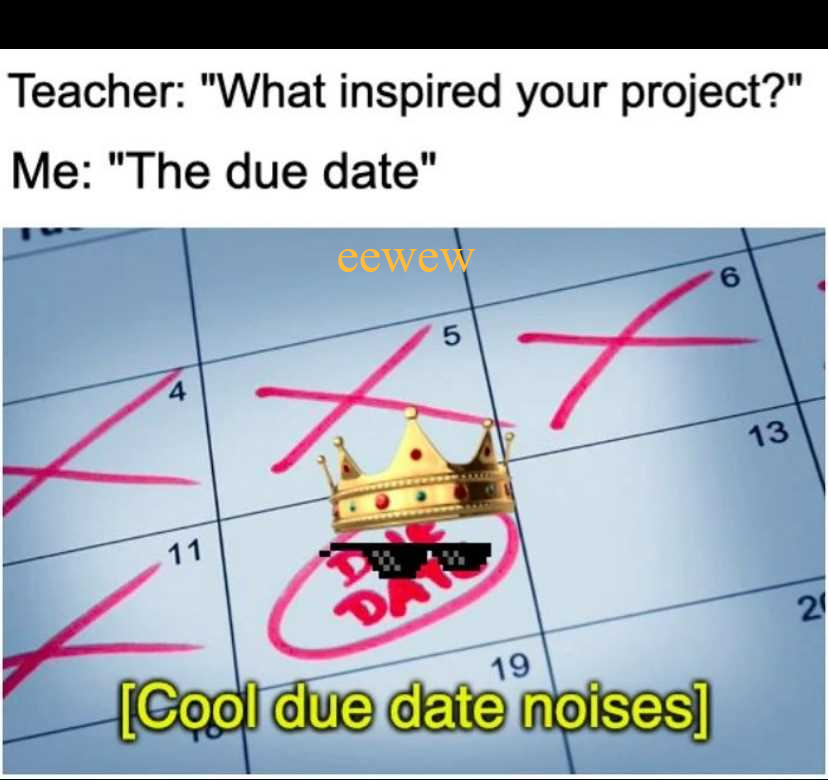 Teacher: "What inspired your project?"
Me: "The due date"
eewew
6
5
4
13
11
DUE
DATE
19
[Cool due date noises]